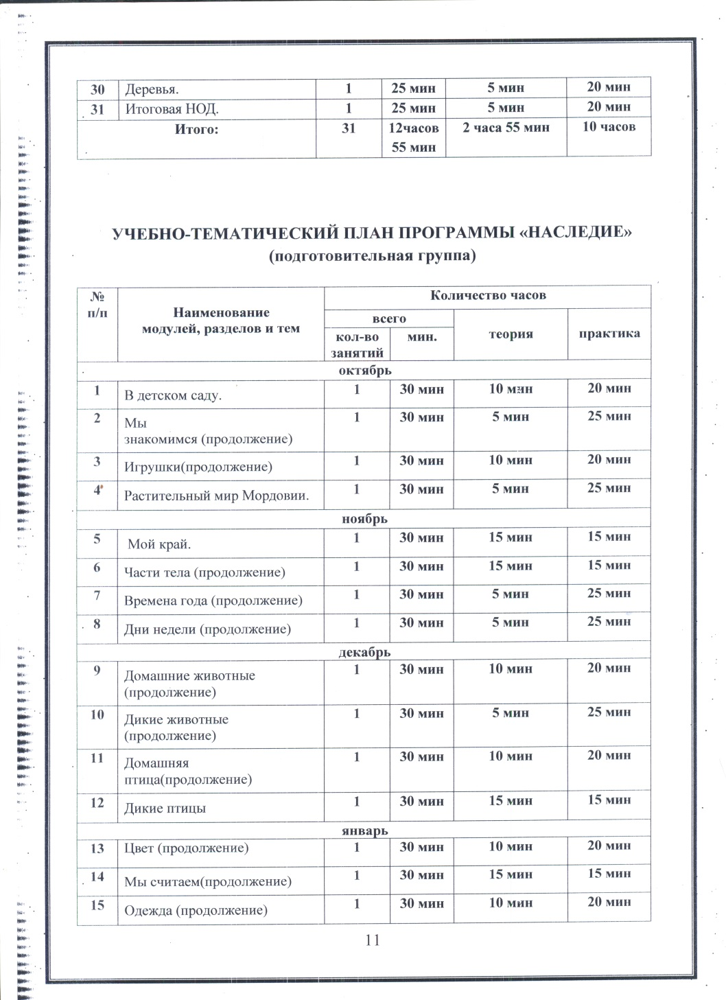 30 Деревья. 1 25 мин 5 мин 20 мин
31 Итоговая НОД. 1 25 мин 5 мин 20 мин
Итого: 31 12часов 2 часа 55 мин 10 часов
55 мин
УЧЕБНО-ТЕМАТИЧЕСКИЙ ПЛАН ПРОГРАММЫ «НАСЛЕДИЕ»
(подготовительная группа)
№
п/п
Наименование
модулей, разделов и тем
Количество часов
всего
кол-во
занятий
мин.
теория
практика
октябрь
1 В детском саду. 1 30 мин 10 мин 20 мин
2 Мы 1 30 мин 5 мин 25 мин
знакомимся (продолжение)
3 Игрушки(продолжение) 1 30 мин 10 мин 20 мин
4 Растительный мир Мордовии. 1 30 мин 5 мин 25 мин
ноябрь
5 Мой край. 1 30 мин 15 мин 15 мин
6 Части тела (продолжение) 1 30 мин 15 мин 15 мин
7 Времена года (продолжение) 1 30 мин 5 мин 25 мин
8 Дни недели (продолжение) 1 30 мин 5 мин 25 мин
декабрь
9 Домашние животные 1 30 мин 10 мин 20 мин
(продолжение)
10 Дикие животные 1 30 мин 5 мин 25 мин
(продолжение)
11 Домашняя 1 30 мин 10 мин 20 мин
птица(продолжение)
12 Дикие птицы 1 30 мин 15 мин 15 мин
январь
13 Цвет (продолжение) 1 30 мин 10 мин 20 мин
14 Мы считаем(продолжение) 1 30 мин 15 мин 15 мин
15 Одежда (продолжение) 1 30 мин 10 мин 20 мин
11